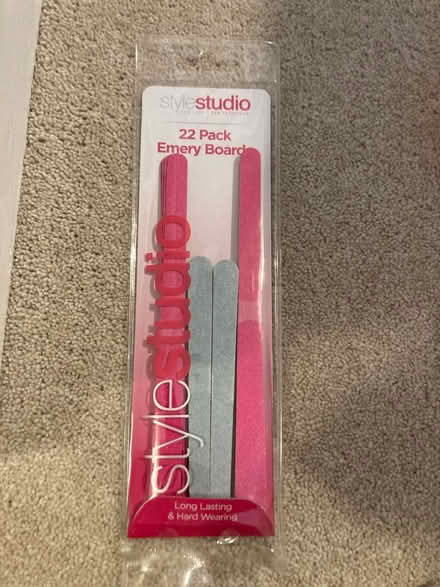 stylestudio
22 Pack
Emery Boards
stylestudio
Long Lasting
& Hard Wearing